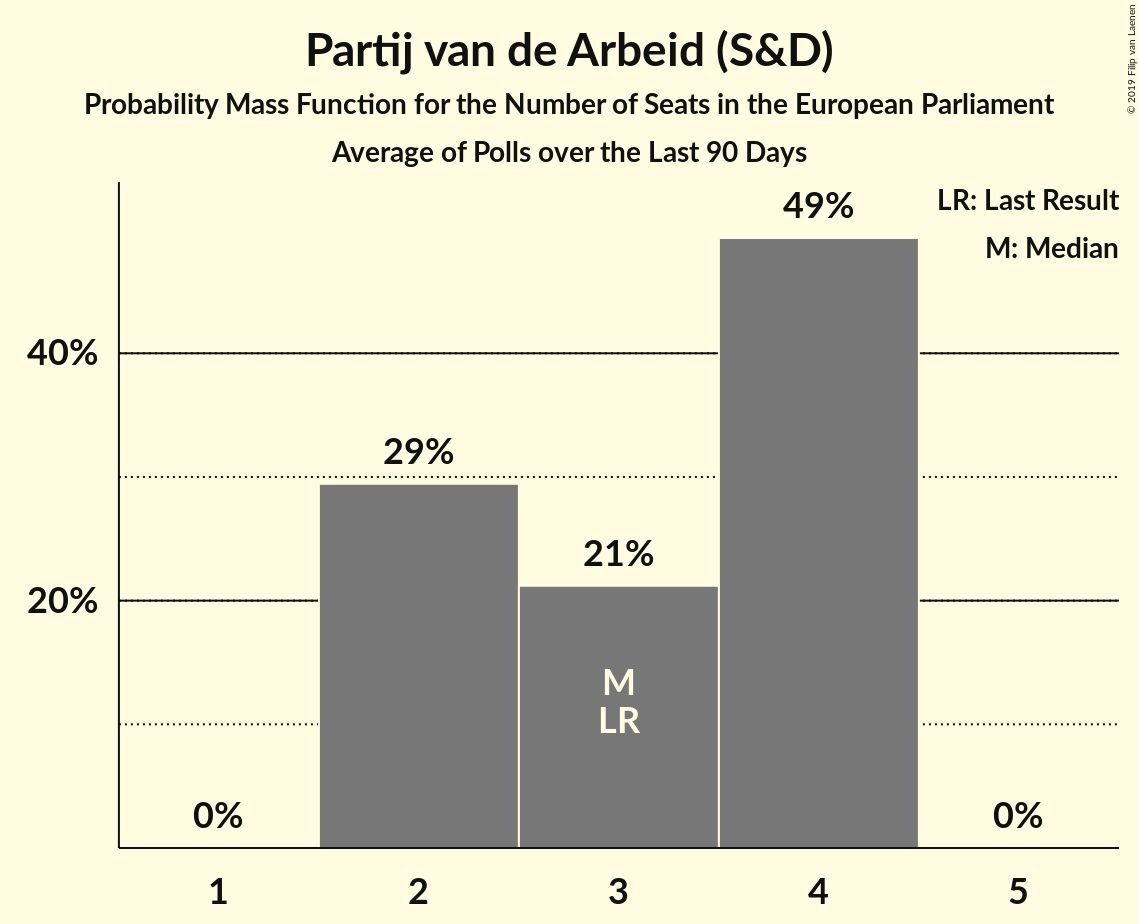 Partij van de Arbeid (S&D)
Probability Mass Function for the Number of Seats in the European Parliament
Average of Polls over the Last 90 Days
© 2019 Filip van Laenen
LR: Last Result
M: Median
49%
40%
29%
21%
20%
M
LR
0%
0%
1
2
3
4
5